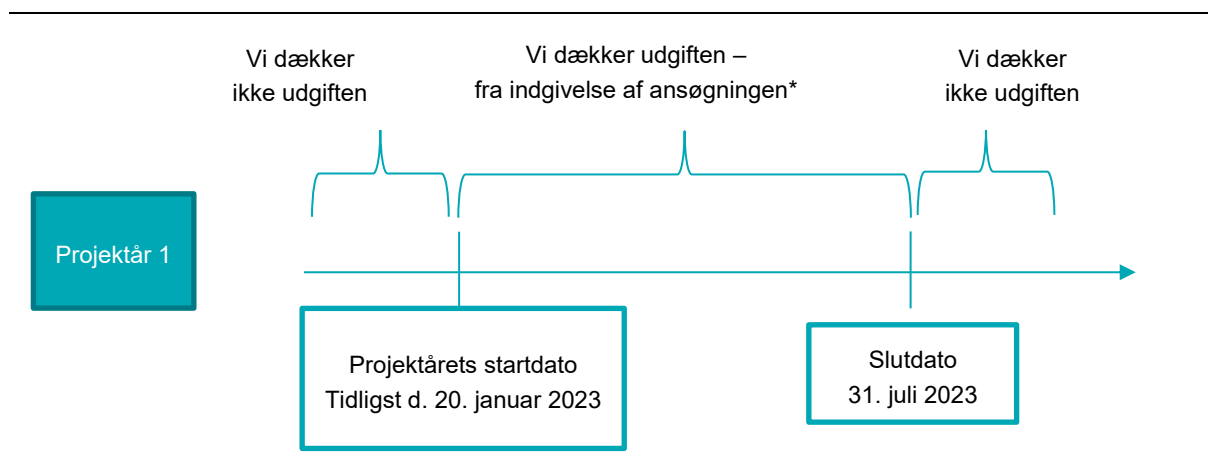 Vi dækker
ikke udgiften
Vi dækker udgiften –
fra indgivelse af ansøgningen*
Vi dækker
ikke udgiften
Projektår 1
Projektårets startdato
Tidligst d. 20. januar 2023
Slutdato
31. juli 2023